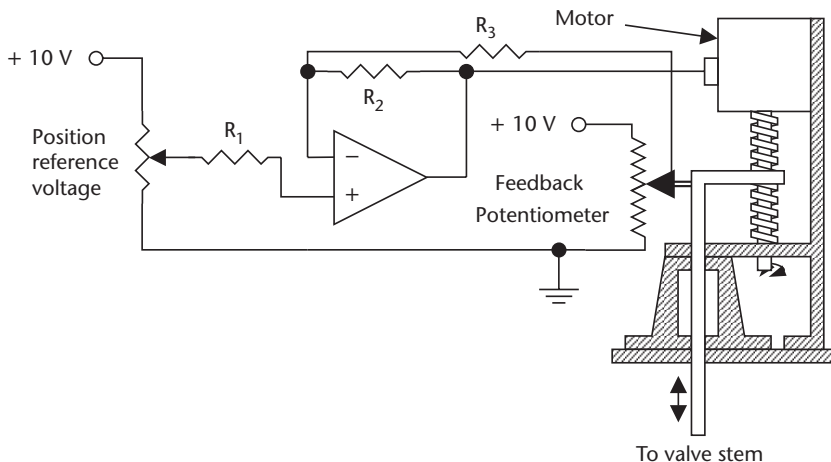 Motor
R3
+ 10 V
R2
R1
+ 10 V
Position
reference
voltage
−
+
Feedback
Potentiometer
To valve stem